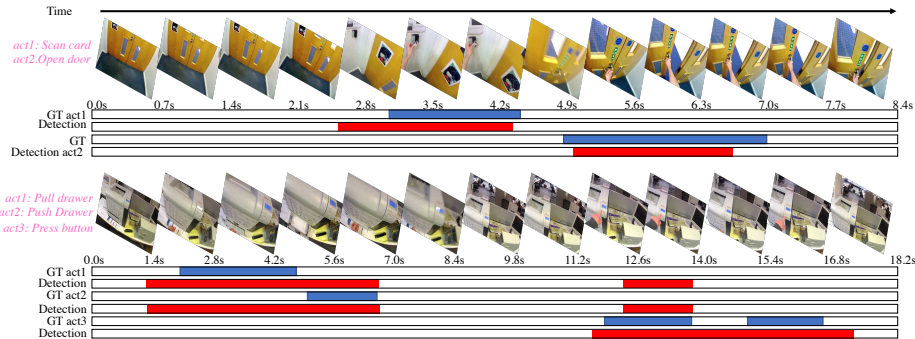 Time
act1: Scan card
act2.Open door
0.0s 0.7s 1.4s 2.1s 2.8s 3.5s 4.2s 4.9s 5.6s 6.3s 7.0s 7.7s 8.4s
GT act1
Detection
GT
Detection act2
act1: Pull drawer
act2: Push Drawer
act3: Press button
0.0s 1.4s 2.8s 4.2s 5.6s 7.0s 8.4s 9.8s 11.2s 12.6s 14.0s 15.4s 16.8s 18.2s
GT act1
Detection
GT act2
Detection
GT act3
Detection